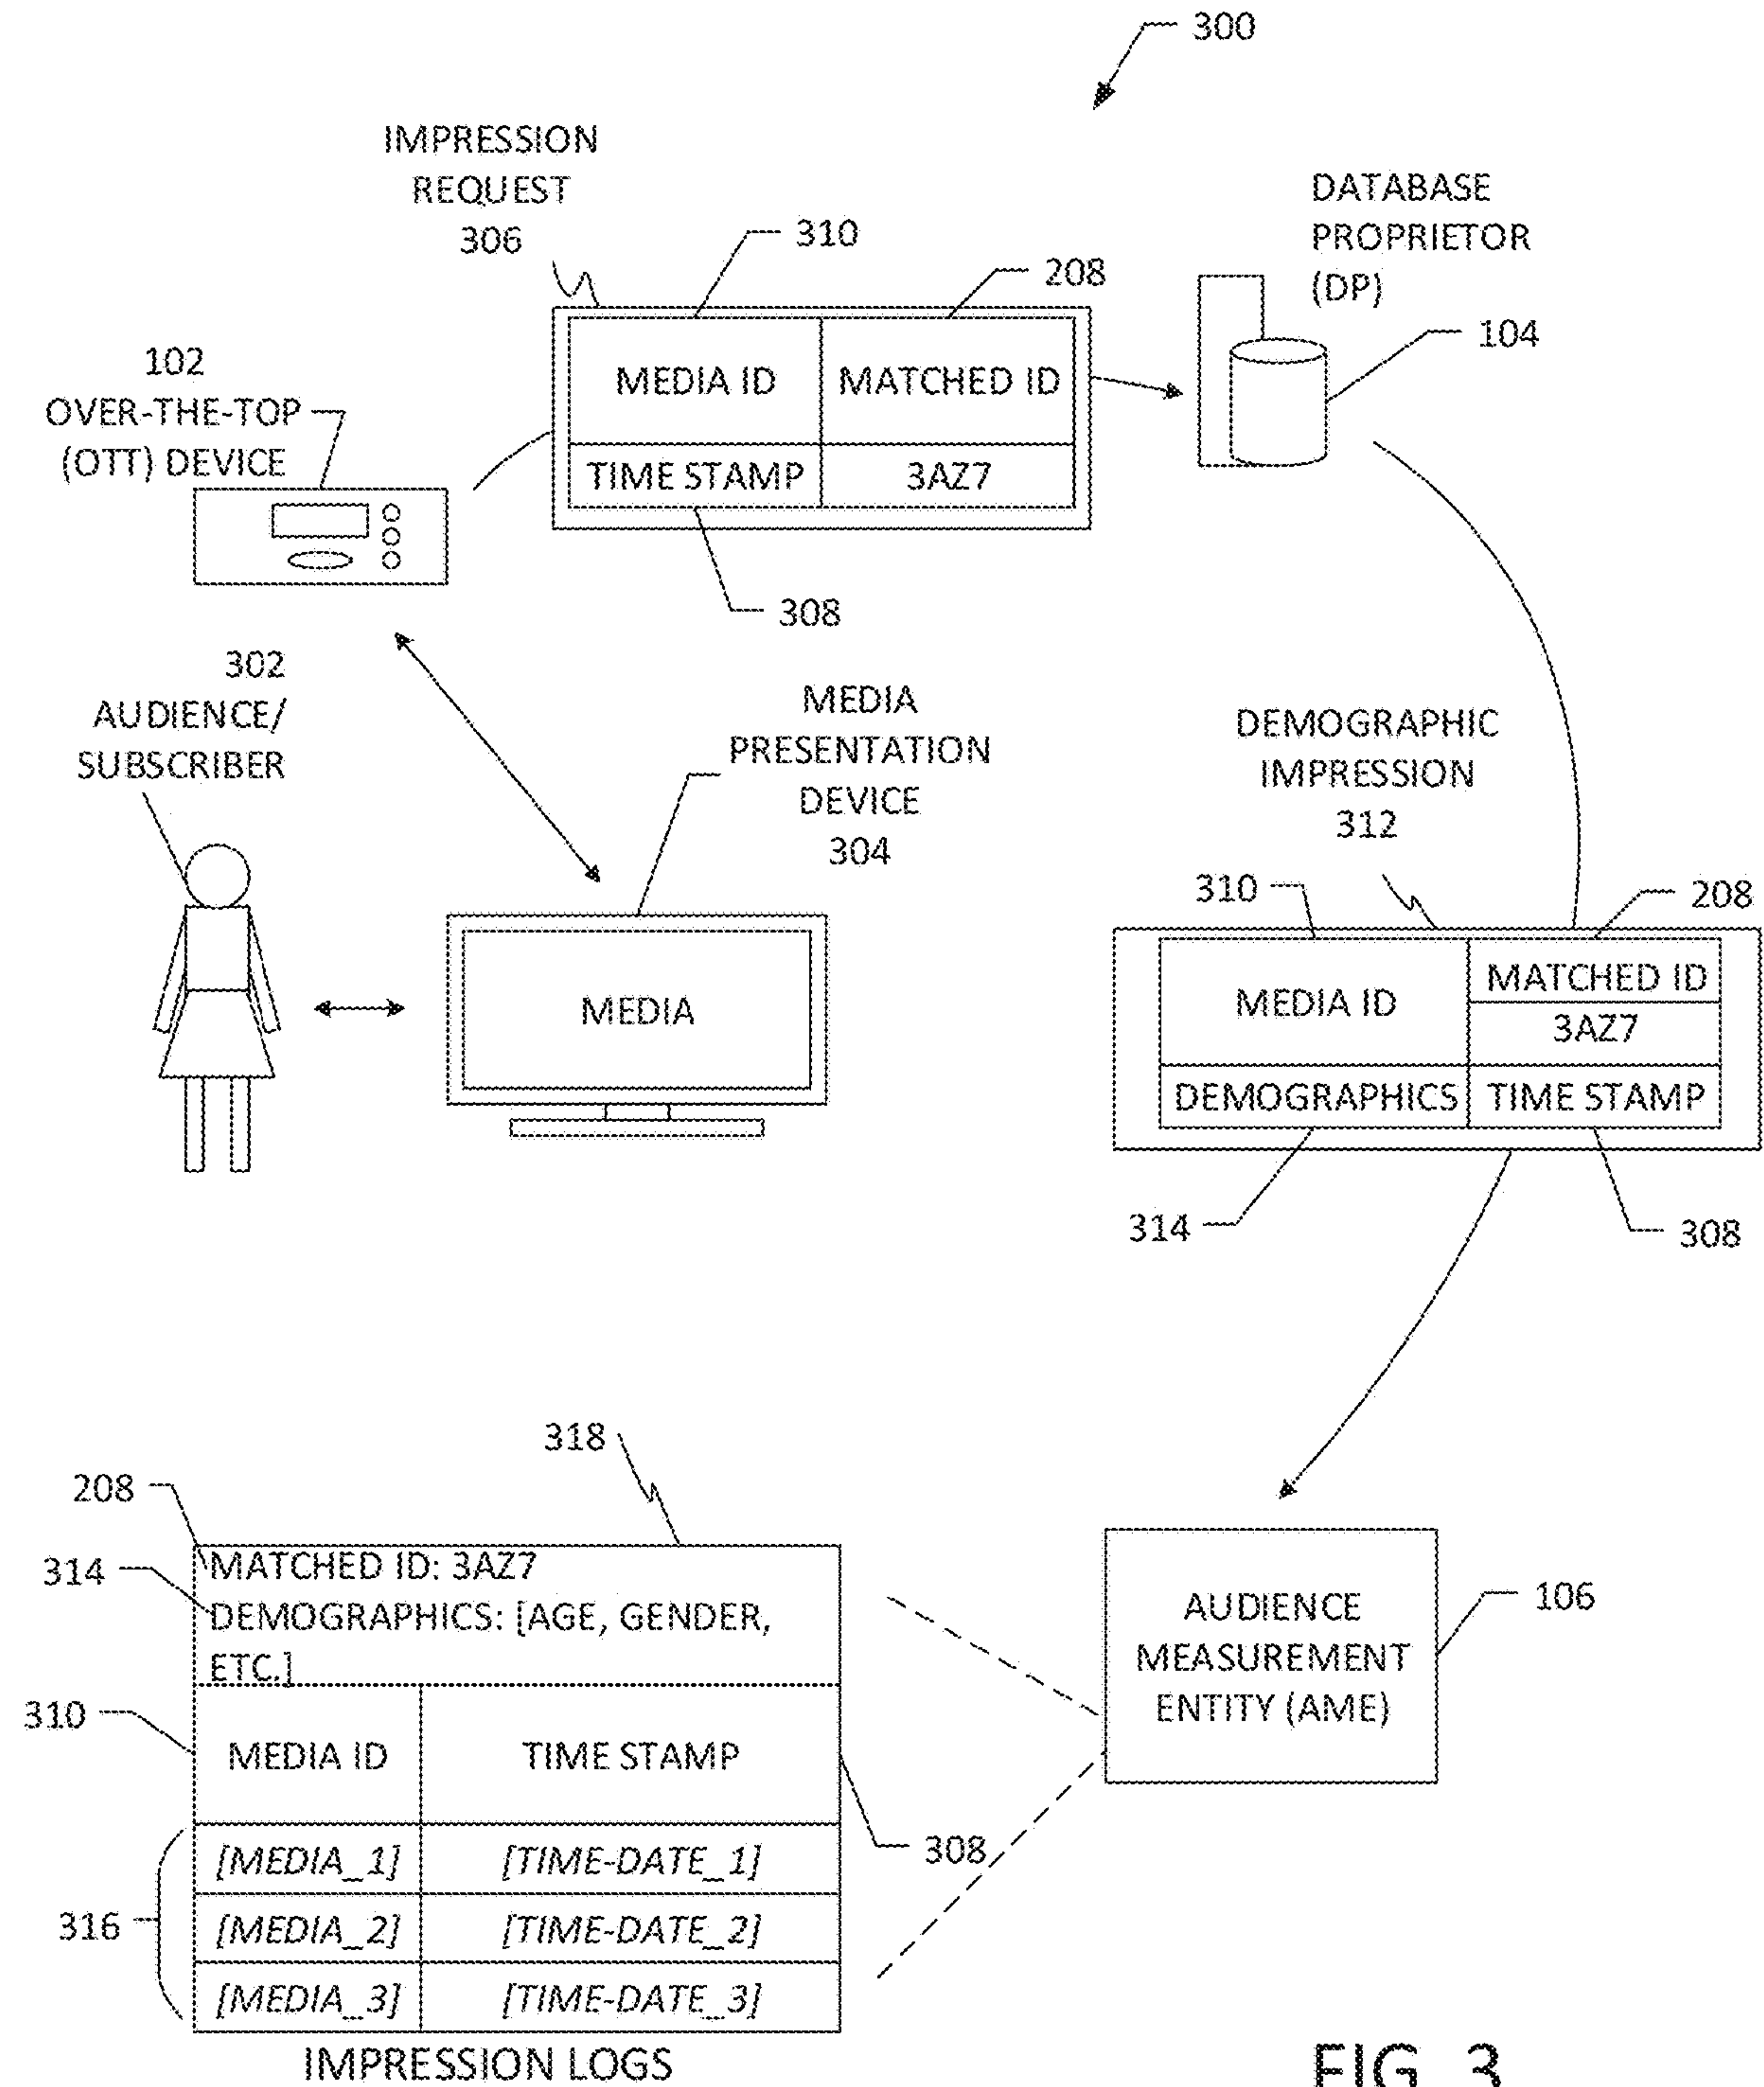 300
IMPRESSION
REQUEST
306
310
208
DATABASE
PROPRIETOR
(DP)
104
102
OVER-THE-TOP
(OTT) DEVICE
MEDIA ID
MATCHED ID
TIME STAMP
3AZ7
308
302
AUDIENCE/
SUBSCRIBER
MEDIA
PRESENTATION
DEVICE
304
MEDIA
DEMOGRAPHIC
IMPRESSION
312
310
208
MEDIA ID
MATCHED ID
3AZ7
DEMOGRAPHICS
TIME STAMP
314
308
318
208
314
MATCHED ID: 3AZ7
DEMOGRAPHICS: [AGE, GENDER,
ETC.]
310
MEDIA ID
TIME STAMP
308
316
[MEDIA_1]
[TIME-DATE_1]
[MEDIA_2]
[TIME-DATE_2]
[MEDIA_3]
[TIME-DATE_3]
IMPRESSION LOGS
AUDIENCE
MEASUREMENT
ENTITY (AME)
106
FIG. 3